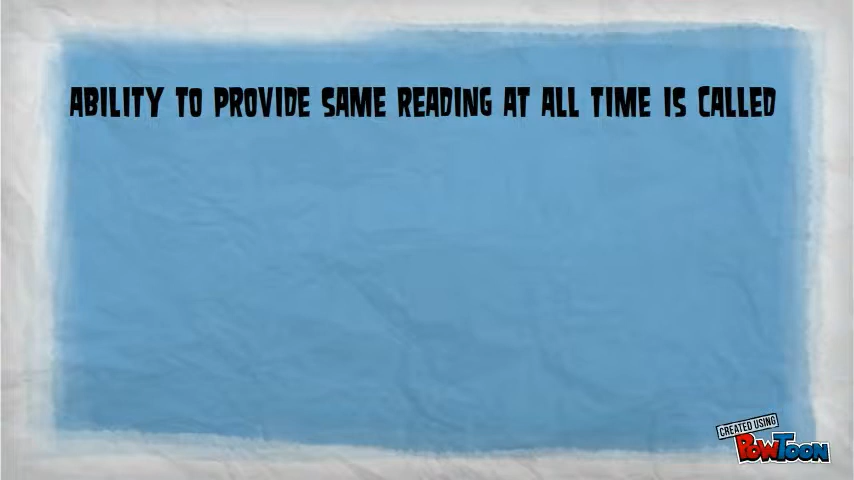 ABILITY TO PROVIDE SAME READING AT ALL TIME IS CALLED
CREATED USING
POWTOON